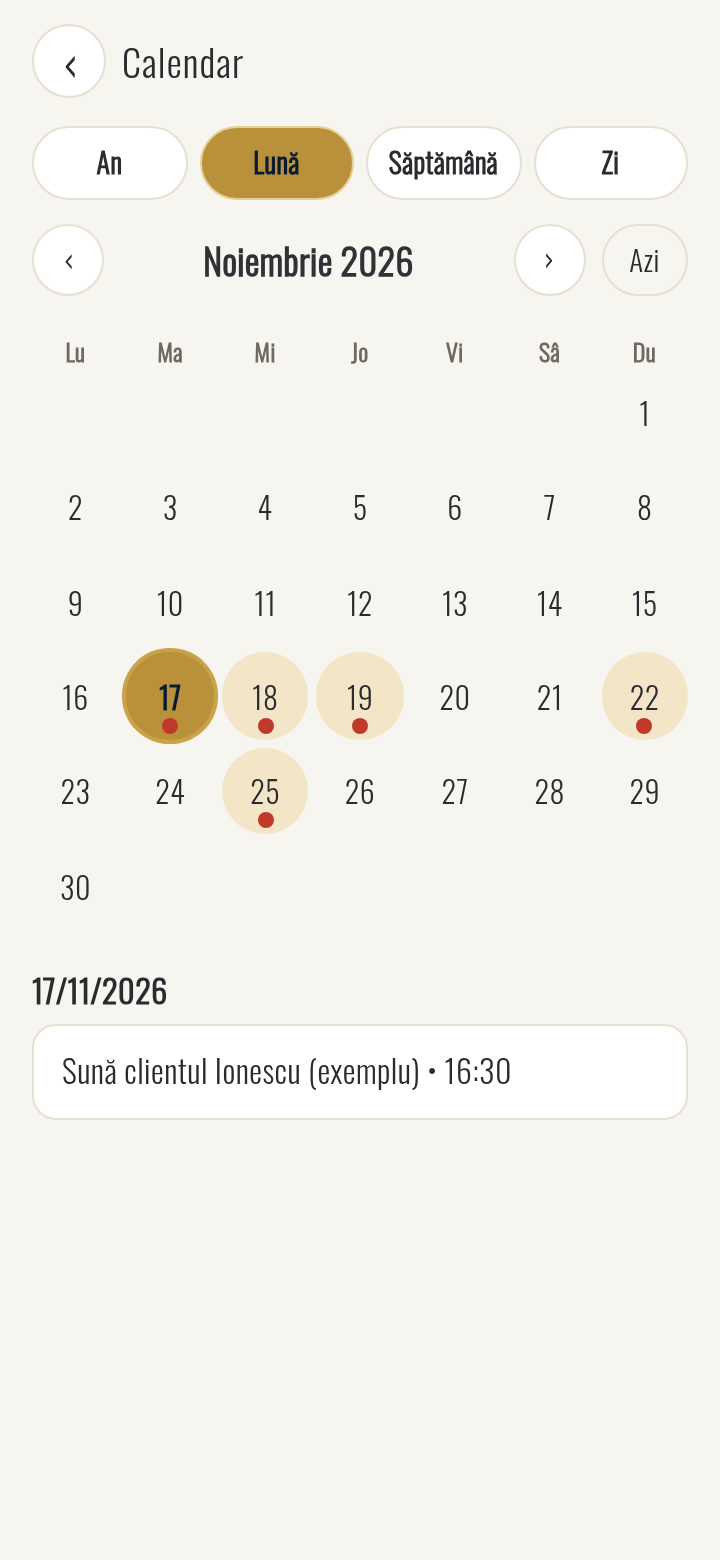 ‹ Calendar
An Lună Săptămână Zi
‹ Noiembrie 2026 › Azi
Lu Ma Mi Jo Vi Sâ Du
1
2 3 4 5 6 7 8
9 10 11 12 13 14 15
16 17 18 19 20 21 22
23 24 25 26 27 28 29
30
17/11/2026
Sună clientul Ionescu (exemplu) • 16:30